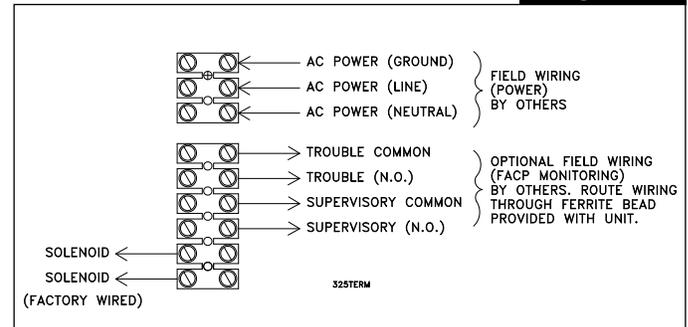 AC POWER (GROUND)
AC POWER (LINE)
AC POWER (NEUTRAL)
FIELD WIRING
(POWER)
BY OTHERS
TROUBLE COMMON
TROUBLE (N.O.)
SUPERVISORY COMMON
SUPERVISORY (N.O.)
OPTIONAL FIELD WIRING
(FACP MONITORING)
BY OTHERS. ROUTE WIRING
THROUGH FERRITE BEAD
PROVIDED WITH UNIT.
SOLENOID
SOLENOID
(FACTORY WIRED)
325TERM